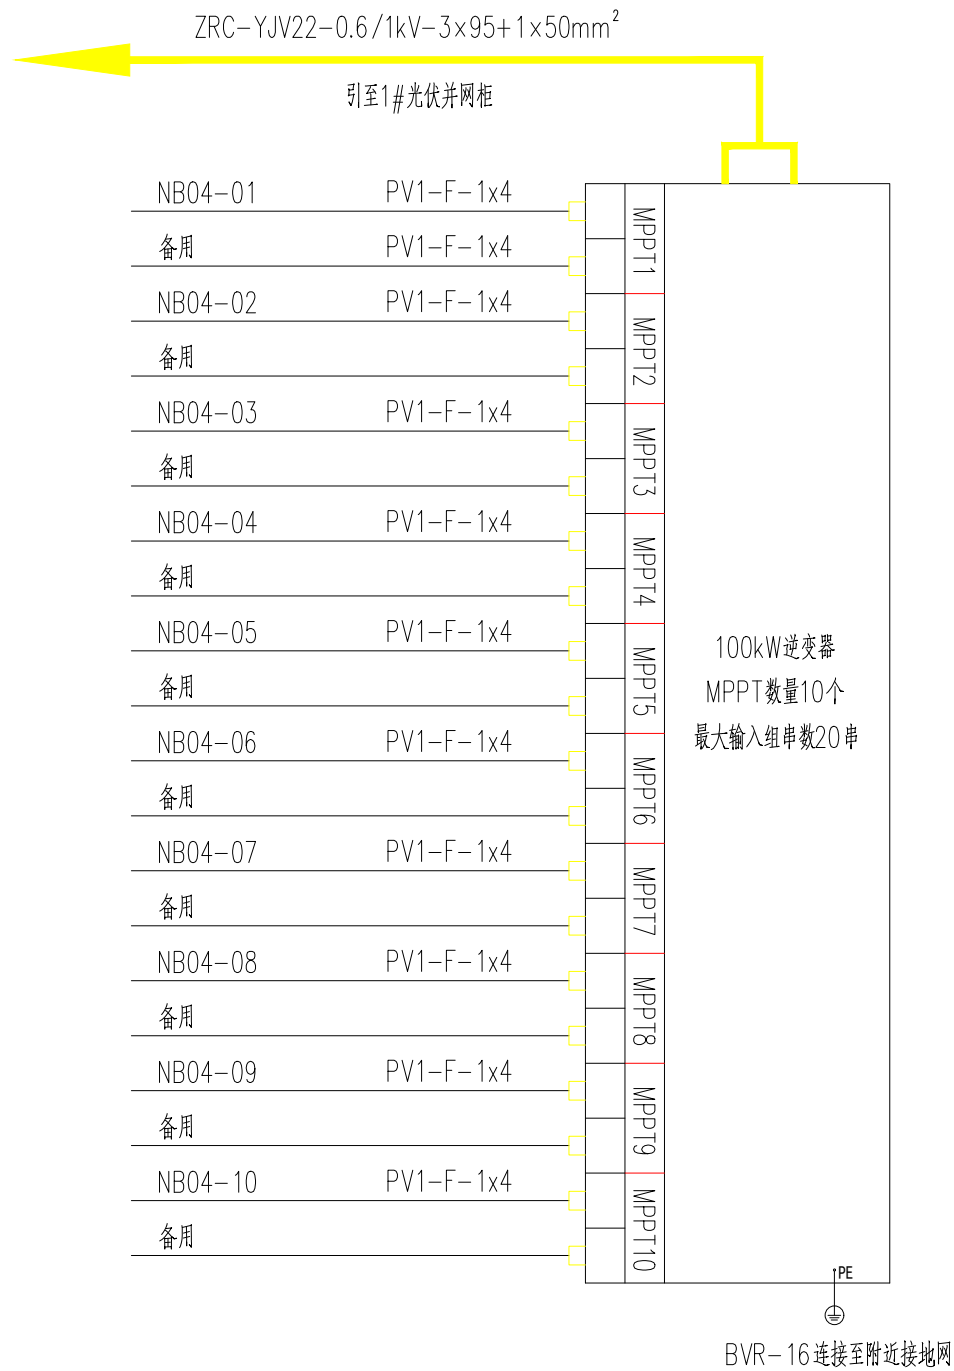 ZRC-YJV22-0.6/1kV-3×95+1×50mm²
引至1#光伏并网柜
NB04-01 PV1-F-1x4
备用 PV1-F-1x4
MPPT1
NB04-02 PV1-F-1x4
备用
MPPT2
NB04-03 PV1-F-1x4
备用
MPPT3
NB04-04 PV1-F-1x4
备用
MPPT4
NB04-05 PV1-F-1x4
备用
MPPT5
NB04-06 PV1-F-1x4
备用
MPPT6
NB04-07 PV1-F-1x4
备用
MPPT7
NB04-08 PV1-F-1x4
备用
MPPT8
NB04-09 PV1-F-1x4
备用
MPPT9
NB04-10 PV1-F-1x4
备用
MPPT10
100kW逆变器
MPPT数量10个
最大输入组串数20串
PE
BVR-16连接至附近接地网